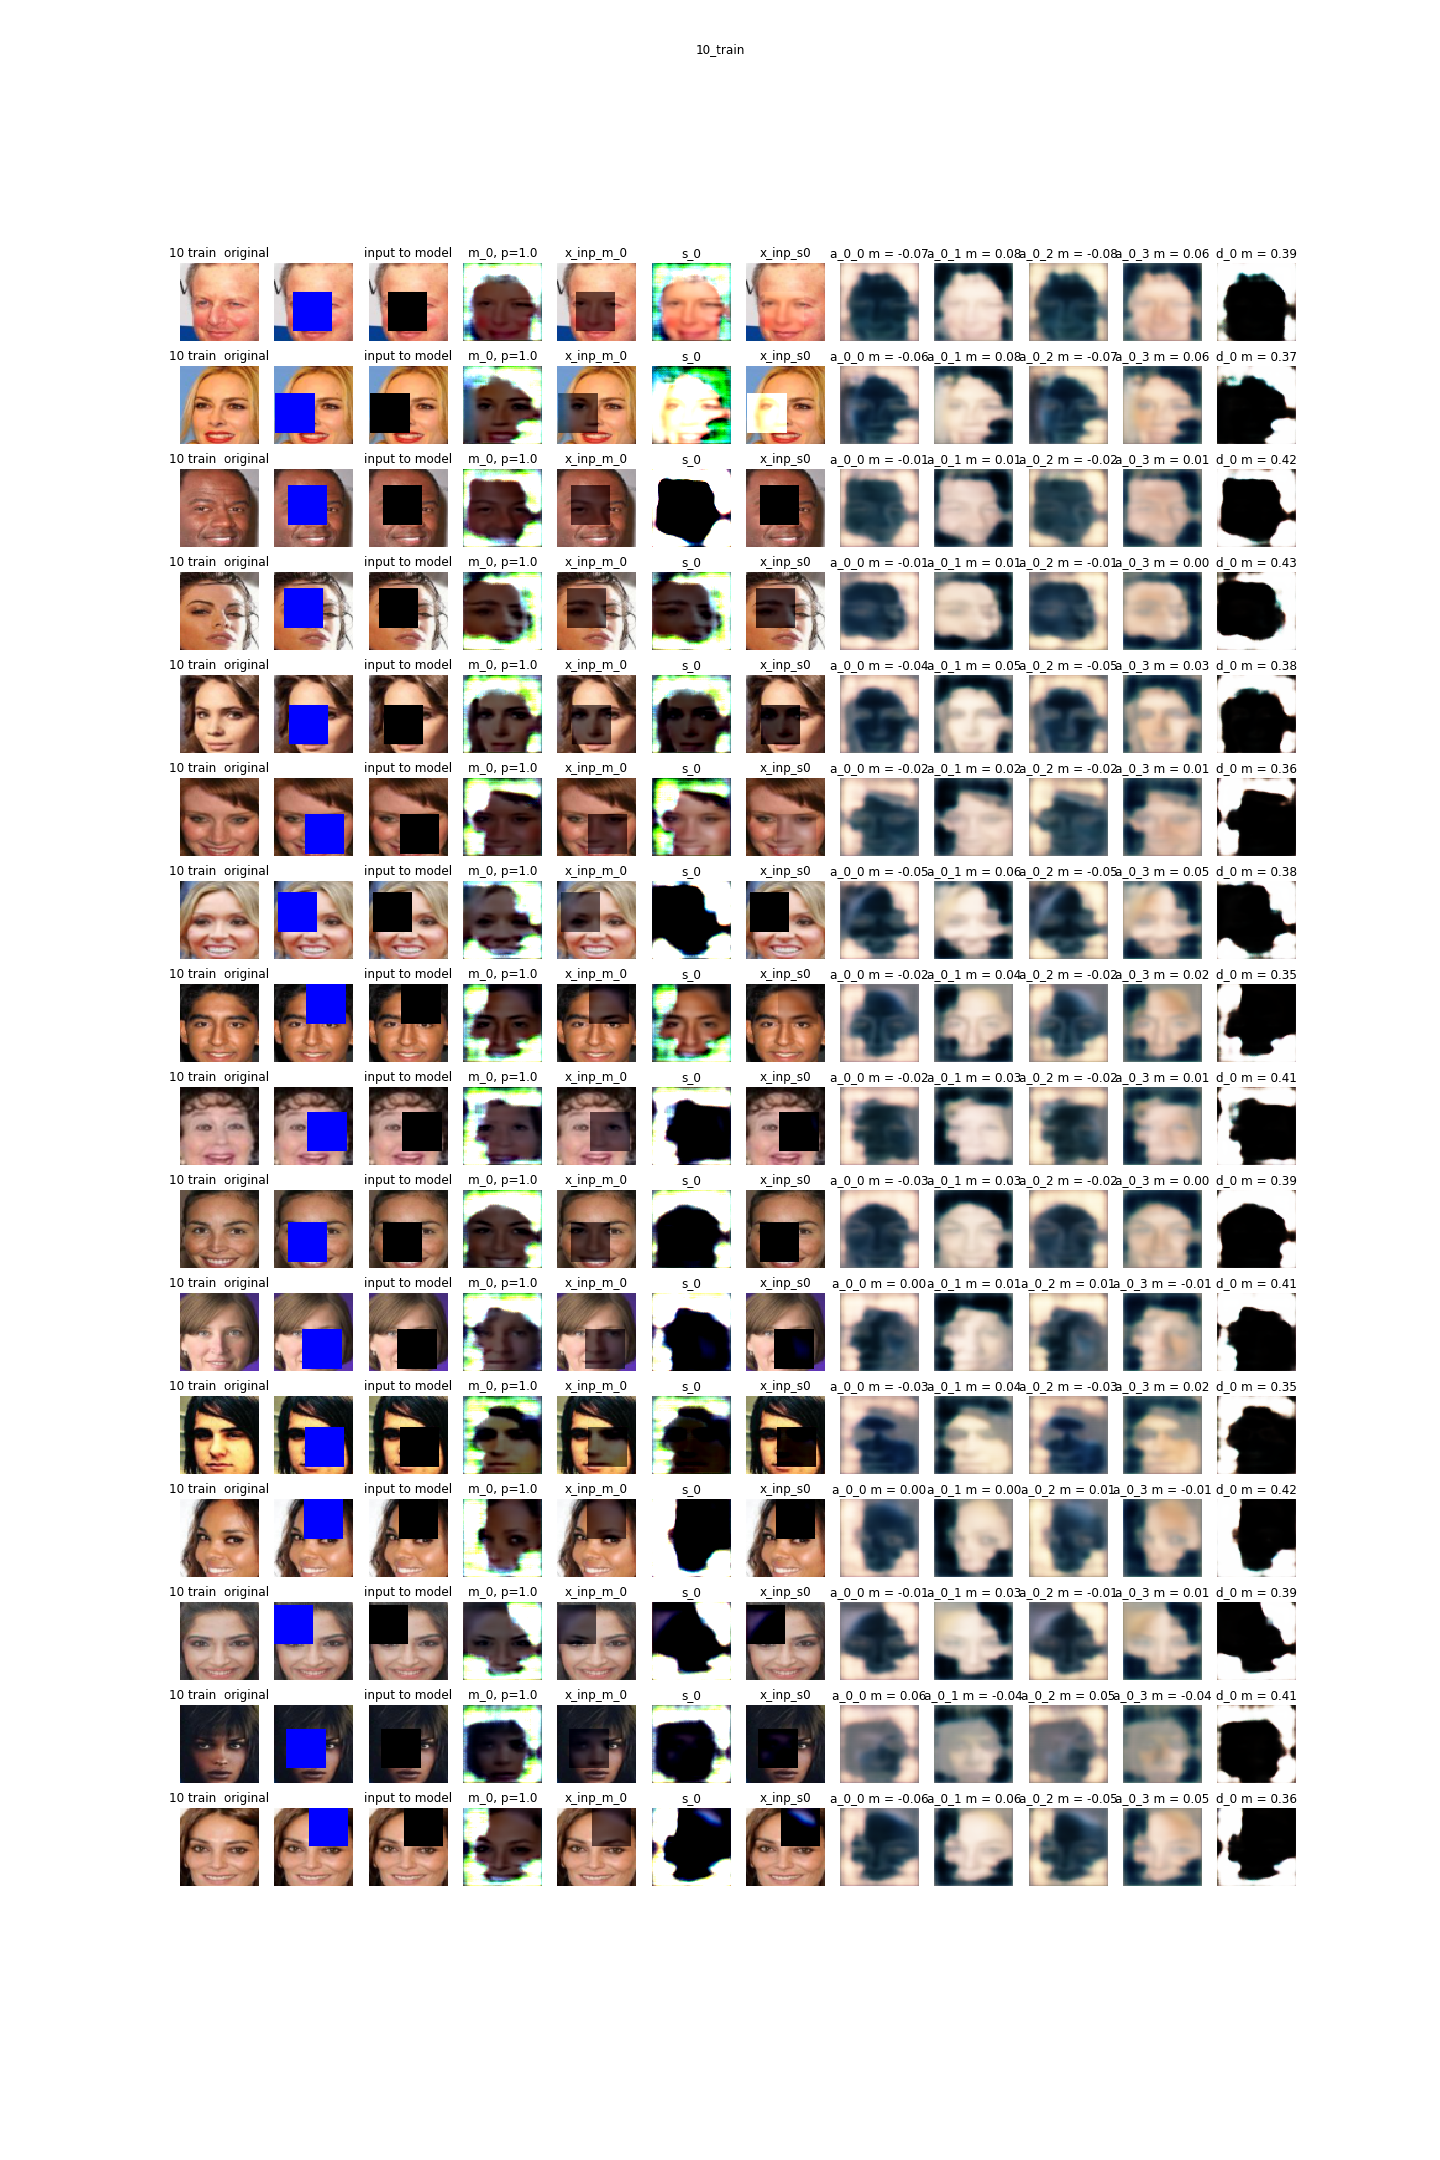 10_train
10 train original input to model m_0, p=1.0 x_inp_m_0 s_0 x_inp_s0 a_0_0 m = -0.07 a_0_1 m = 0.08 a_0_2 m = -0.08 a_0_3 m = 0.06 d_0 m = 0.39
10 train original input to model m_0, p=1.0 x_inp_m_0 s_0 x_inp_s0 a_0_0 m = -0.06 a_0_1 m = 0.08 a_0_2 m = -0.07 a_0_3 m = 0.06 d_0 m = 0.37
10 train original input to model m_0, p=1.0 x_inp_m_0 s_0 x_inp_s0 a_0_0 m = -0.01 a_0_1 m = 0.01 a_0_2 m = -0.02 a_0_3 m = 0.01 d_0 m = 0.42
10 train original input to model m_0, p=1.0 x_inp_m_0 s_0 x_inp_s0 a_0_0 m = -0.01 a_0_1 m = 0.01 a_0_2 m = -0.01 a_0_3 m = 0.00 d_0 m = 0.43
10 train original input to model m_0, p=1.0 x_inp_m_0 s_0 x_inp_s0 a_0_0 m = -0.04 a_0_1 m = 0.05 a_0_2 m = -0.05 a_0_3 m = 0.03 d_0 m = 0.38
10 train original input to model m_0, p=1.0 x_inp_m_0 s_0 x_inp_s0 a_0_0 m = -0.02 a_0_1 m = 0.02 a_0_2 m = -0.02 a_0_3 m = 0.01 d_0 m = 0.36
10 train original input to model m_0, p=1.0 x_inp_m_0 s_0 x_inp_s0 a_0_0 m = -0.05 a_0_1 m = 0.06 a_0_2 m = -0.05 a_0_3 m = 0.05 d_0 m = 0.38
10 train original input to model m_0, p=1.0 x_inp_m_0 s_0 x_inp_s0 a_0_0 m = -0.02 a_0_1 m = 0.04 a_0_2 m = -0.02 a_0_3 m = 0.02 d_0 m = 0.35
10 train original input to model m_0, p=1.0 x_inp_m_0 s_0 x_inp_s0 a_0_0 m = -0.02 a_0_1 m = 0.03 a_0_2 m = -0.02 a_0_3 m = 0.01 d_0 m = 0.41
10 train original input to model m_0, p=1.0 x_inp_m_0 s_0 x_inp_s0 a_0_0 m = -0.03 a_0_1 m = 0.03 a_0_2 m = -0.02 a_0_3 m = 0.00 d_0 m = 0.39
10 train original input to model m_0, p=1.0 x_inp_m_0 s_0 x_inp_s0 a_0_0 m = 0.00 a_0_1 m = 0.01 a_0_2 m = 0.01 a_0_3 m = -0.01 d_0 m = 0.41
10 train original input to model m_0, p=1.0 x_inp_m_0 s_0 x_inp_s0 a_0_0 m = -0.03 a_0_1 m = 0.04 a_0_2 m = -0.03 a_0_3 m = 0.02 d_0 m = 0.35
10 train original input to model m_0, p=1.0 x_inp_m_0 s_0 x_inp_s0 a_0_0 m = 0.00 a_0_1 m = 0.00 a_0_2 m = 0.01 a_0_3 m = -0.01 d_0 m = 0.42
10 train original input to model m_0, p=1.0 x_inp_m_0 s_0 x_inp_s0 a_0_0 m = -0.01 a_0_1 m = 0.03 a_0_2 m = -0.01 a_0_3 m = 0.01 d_0 m = 0.39
10 train original input to model m_0, p=1.0 x_inp_m_0 s_0 x_inp_s0 a_0_0 m = 0.06 a_0_1 m = -0.04 a_0_2 m = 0.05 a_0_3 m = -0.04 d_0 m = 0.41
10 train original input to model m_0, p=1.0 x_inp_m_0 s_0 x_inp_s0 a_0_0 m = -0.06 a_0_1 m = 0.06 a_0_2 m = -0.05 a_0_3 m = 0.05 d_0 m = 0.36